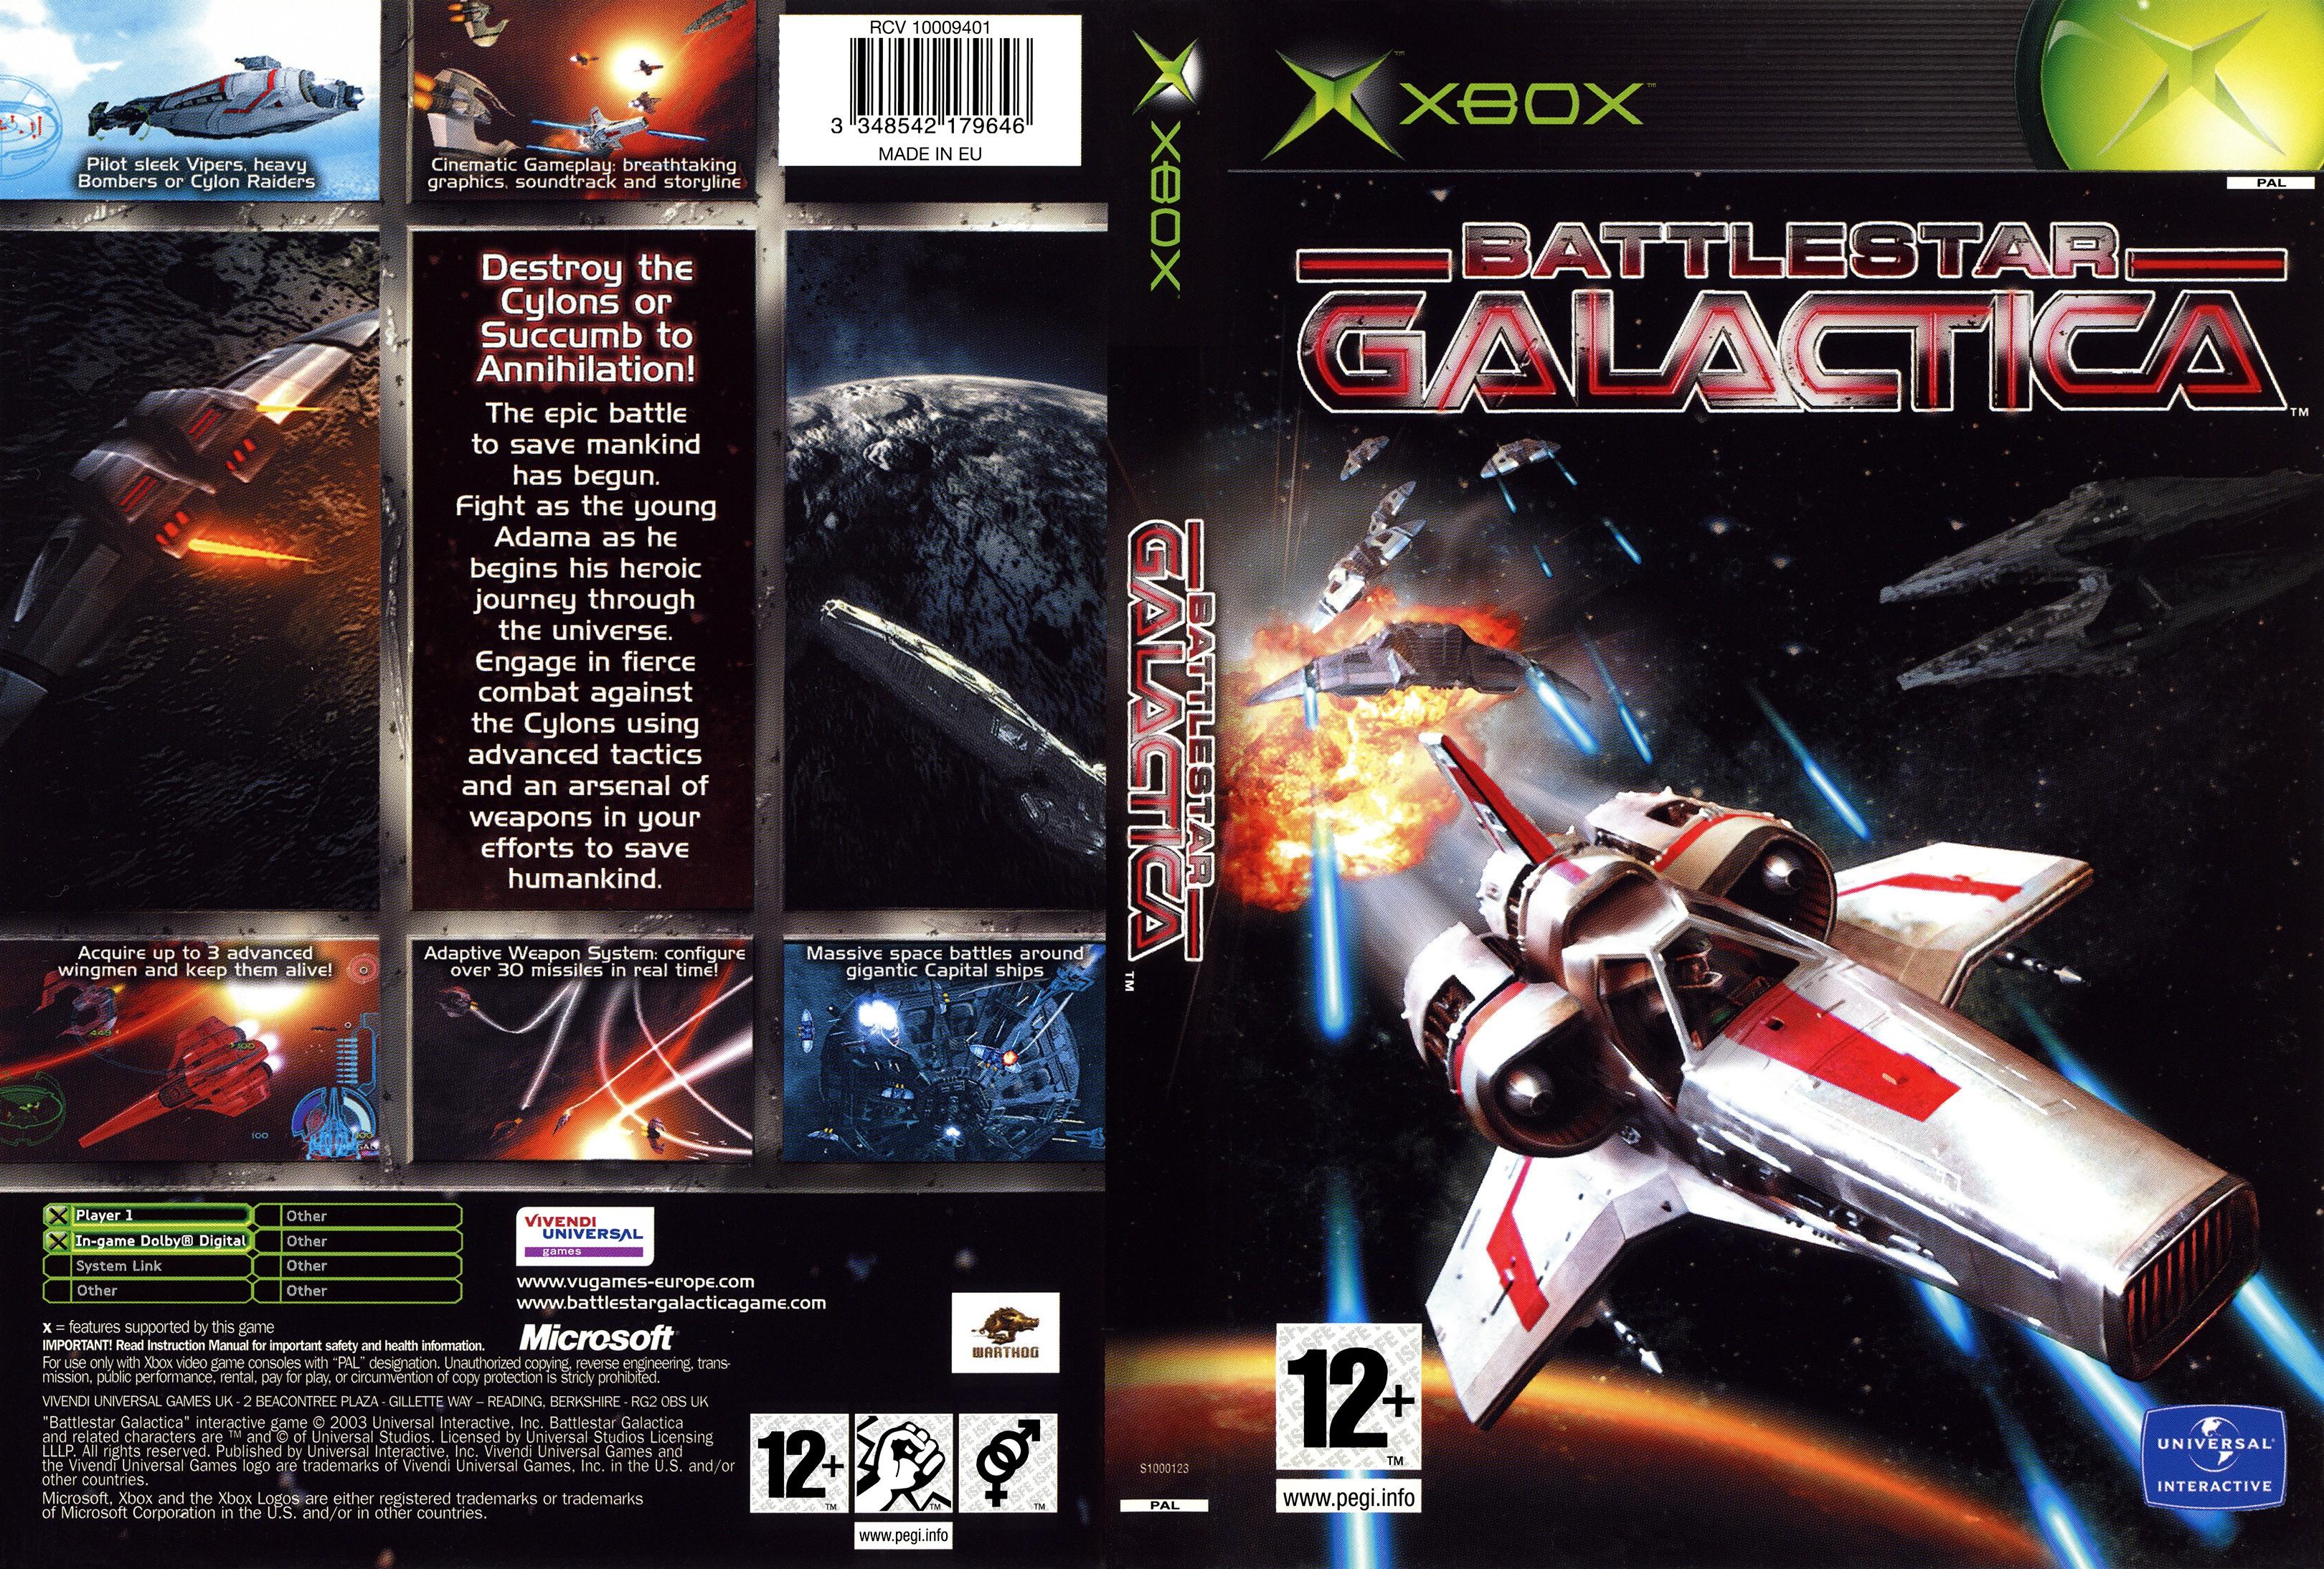 Pilot sleek Vipers, heavy
Bombers or Cylon Raiders
Cinematic Gameplay: breathtaking
graphics, soundtrack and storyline
RCV 10009401
3 348542 179646
MADE IN EU
Destroy the
Cylons or
Succumb to
Annihilation!
The epic battle
to save mankind
has begun.
Fight as the young
Adama as he
begins his heroic
journey through
the universe.
Engage in fierce
combat against
the Cylons using
advanced tactics
and an arsenal of
weapons in your
efforts to save
humankind.
Acquire up to 3 advanced
wingmen and keep them alive!
449
100
100
100
Adaptive Weapon System: configure
over 30 missiles in real time!
Massive space battles around
gigantic Capital ships
Player 1
Other
In-game Dolby® Digital
Other
System Link
Other
Other
Other
x = features supported by this game
IMPORTANT! Read Instruction Manual for important safety and health information.
For use only with Xbox video game consoles with “PAL” designation. Unauthorized copying, reverse engineering, trans-
mission, public performance, rental, pay for play, or circumvention of copy protection is stricly prohibited.
VIVENDI UNIVERSAL GAMES UK - 2 BEACONTREE PLAZA - GILLETTE WAY – READING, BERKSHIRE - RG2 0BS UK
"Battlestar Galactica" interactive game © 2003 Universal Interactive, Inc. Battlestar Galactica
and related characters are ™ and © of Universal Studios. Licensed by Universal Studios Licensing
LLLP. All rights reserved. Published by Universal Interactive, Inc. Vivendi Universal Games and
the Vivendi Universal Games logo are trademarks of Vivendi Universal Games, Inc. in the U.S. and/or
other countries.
Microsoft, Xbox and the Xbox Logos are either registered trademarks or trademarks
of Microsoft Corporation in the U.S. and/or in other countries.
VIVENDI
UNIVERSAL
games
www.vugames-europe.com
www.battlestargalacticagame.com
Microsoft
WARTHOG
12+
™
™
™
www.pegi.info
XBOX
BATTLESTAR
GALACTICA
™
S1000123
PAL
XBOX™
PAL
BATTLESTAR
GALACTICA
™
12+
™
www.pegi.info
UNIVERSAL
INTERACTIVE